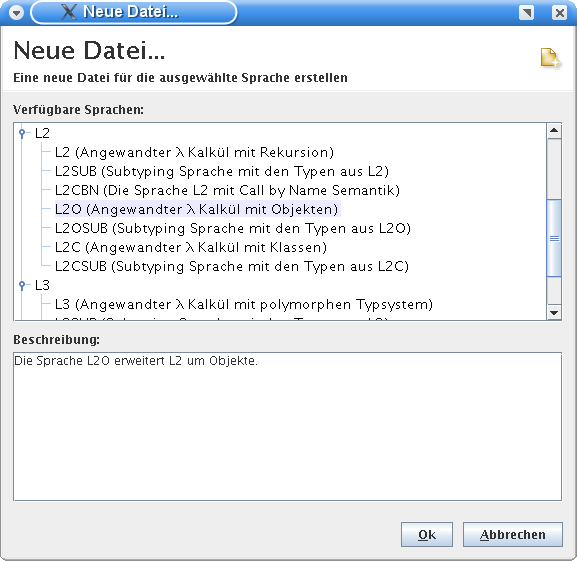 Neue Datei...
Neue Datei...
Eine neue Datei für die ausgewählte Sprache erstellen
Verfügbare Sprachen:
L2
L2 (Angewandter λ Kalkül mit Rekursion)
L2SUB (Subtyping Sprache mit den Typen aus L2)
L2CBN (Die Sprache L2 mit Call by Name Semantik)
L2O (Angewandter λ Kalkül mit Objekten)
L2OSUB (Subtyping Sprache mit den Typen aus L2O)
L2C (Angewandter λ Kalkül mit Klassen)
L2CSUB (Subtyping Sprache mit den Typen aus L2C)
L3
L3 (Angewandter λ Kalkül mit polymorphen Typsystem)
Beschreibung:
Die Sprache L2O erweitert L2 um Objekte.
Ok Abbrechen